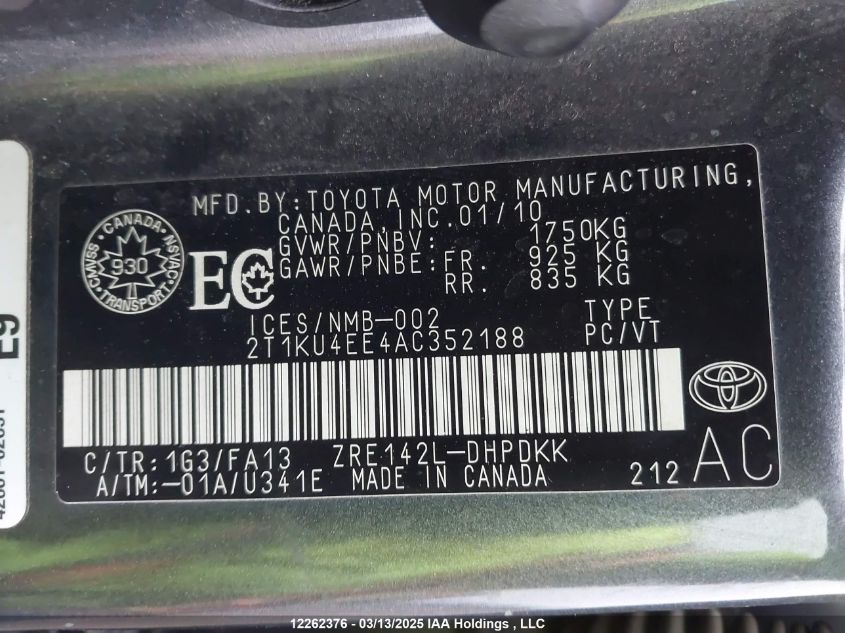 MFD.BY:TOYOTA MOTOR MANUFACTURING,
CANADA,INC.01/10
GVWR/PNBV: 1750KG
GAWR/PNBE:FR. 925 KG
RR. 835 KG
CANADA
CMVSS NSVAC
930
TRANSPORT
EC
ICES/NMB-002 TYPE
2T1KU4EE4AC352188 PC/VT
C/TR:1G3/FA13 ZRE142L-DHPDKK
A/TM:-01A/U341E MADE IN CANADA 212
AC
E9
12262376 - 03/13/2025 IAA Holdings , LLC